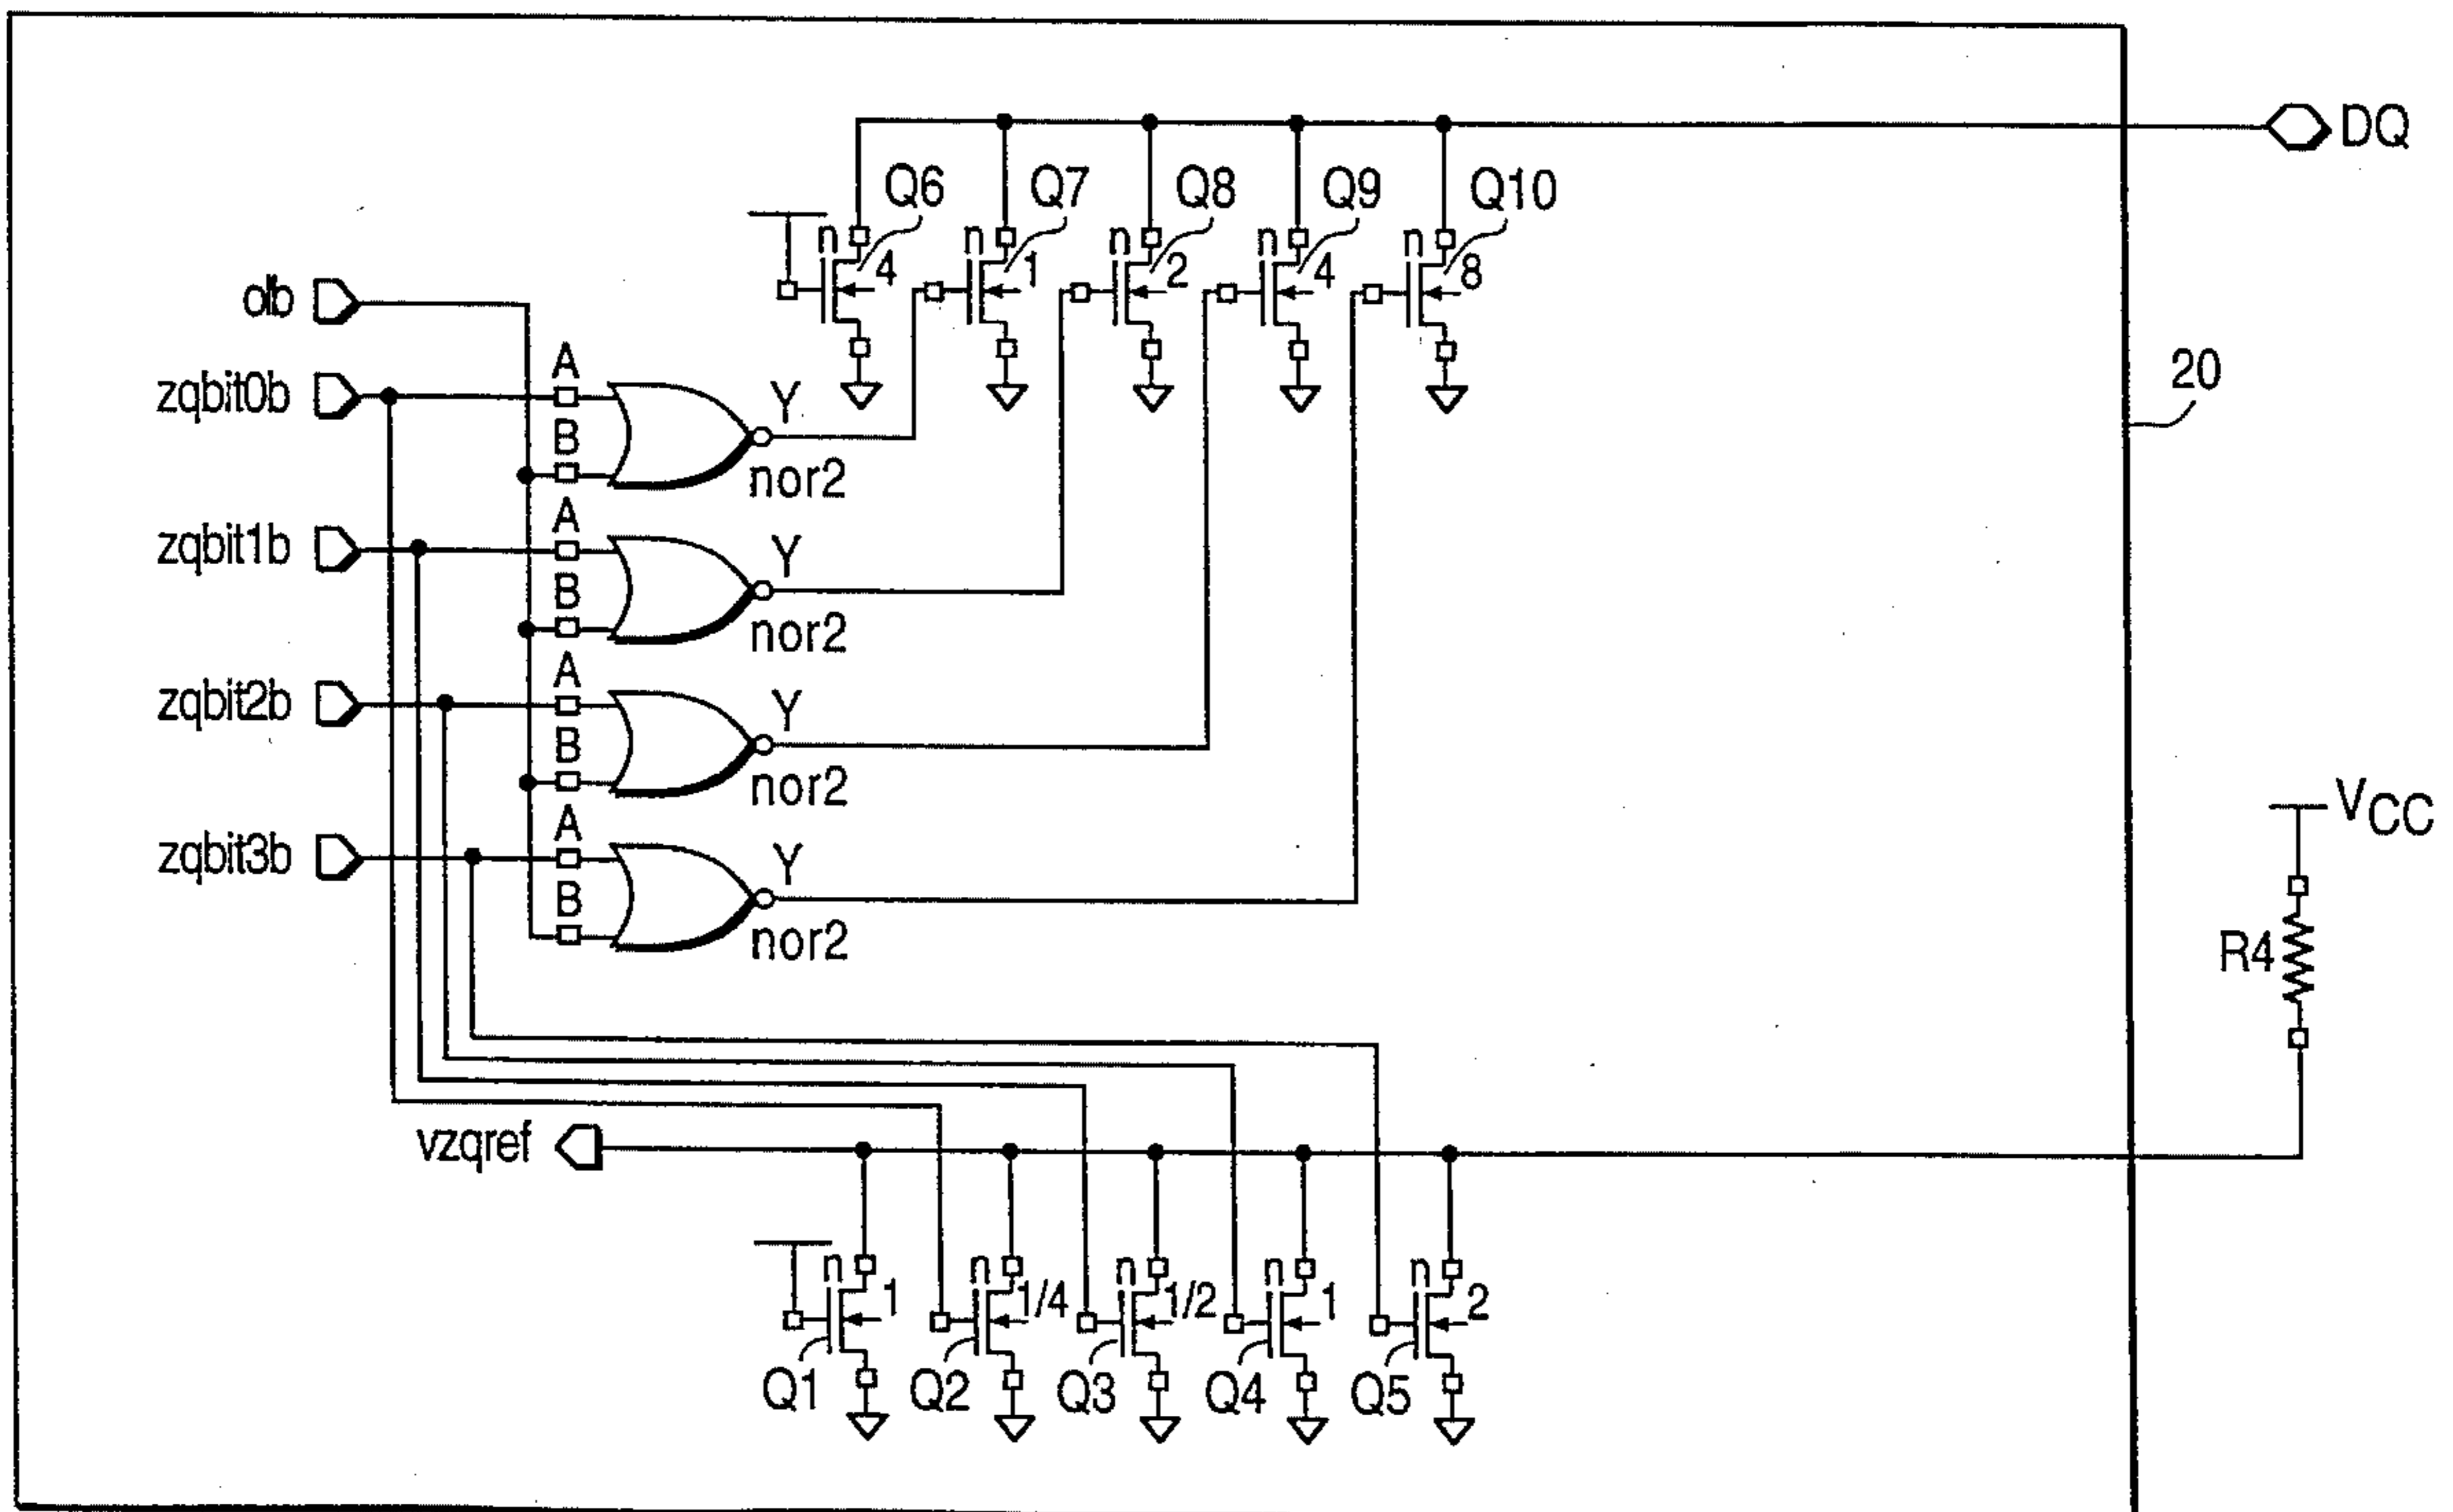 DQ
Q6 Q7 Q8 Q9 Q10
n 4 n 1 n 2 n 4 n 8
20
zqbit0b A Y
B nor2
zqbit1b A Y
B nor2
zqbit2b A Y
B nor2
zqbit3b A Y
B nor2
VCC
R4
vzqref
n 1 n 1/4 n 1/2 n 1 n 2
Q1 Q2 Q3 Q4 Q5